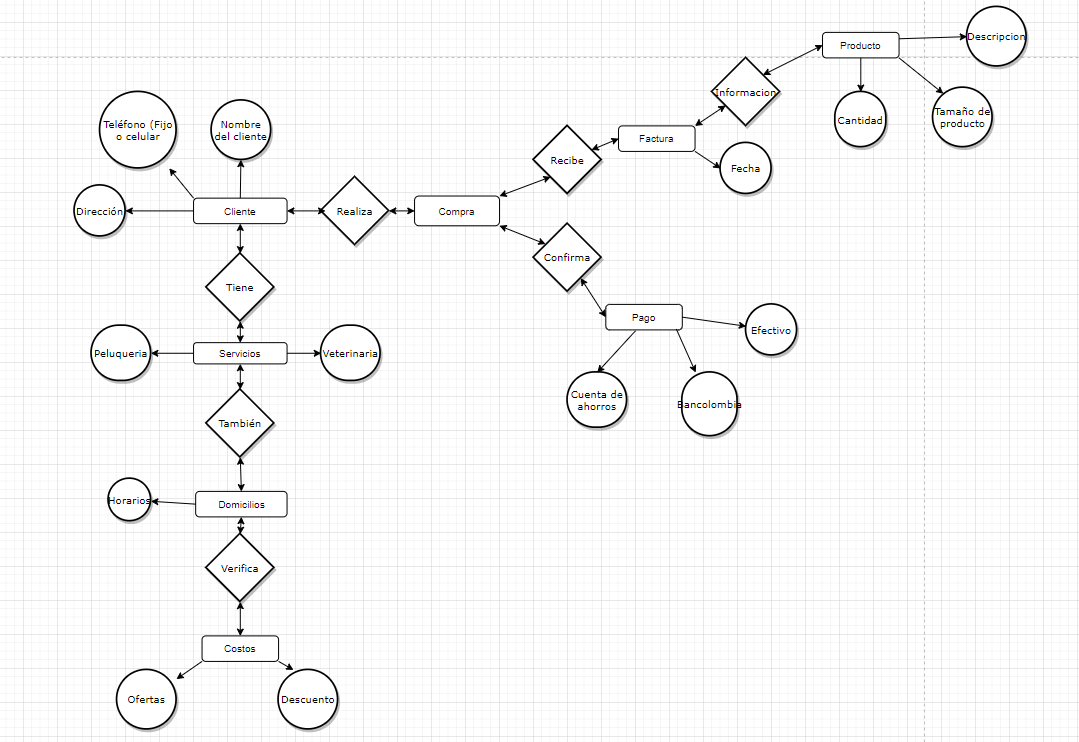 Descripcion
Producto
Informacion
Cantidad
Tamaño de
producto
Teléfono (Fijo
o celular
Nombre
del cliente
Factura
Recibe
Fecha
Dirección
Cliente
Realiza
Compra
Confirma
Tiene
Pago
Efectivo
Peluqueria
Servicios
Veterinaria
Cuenta de
ahorros
Bancolombia
También
Horarios
Domicilios
Verifica
Costos
Ofertas
Descuento